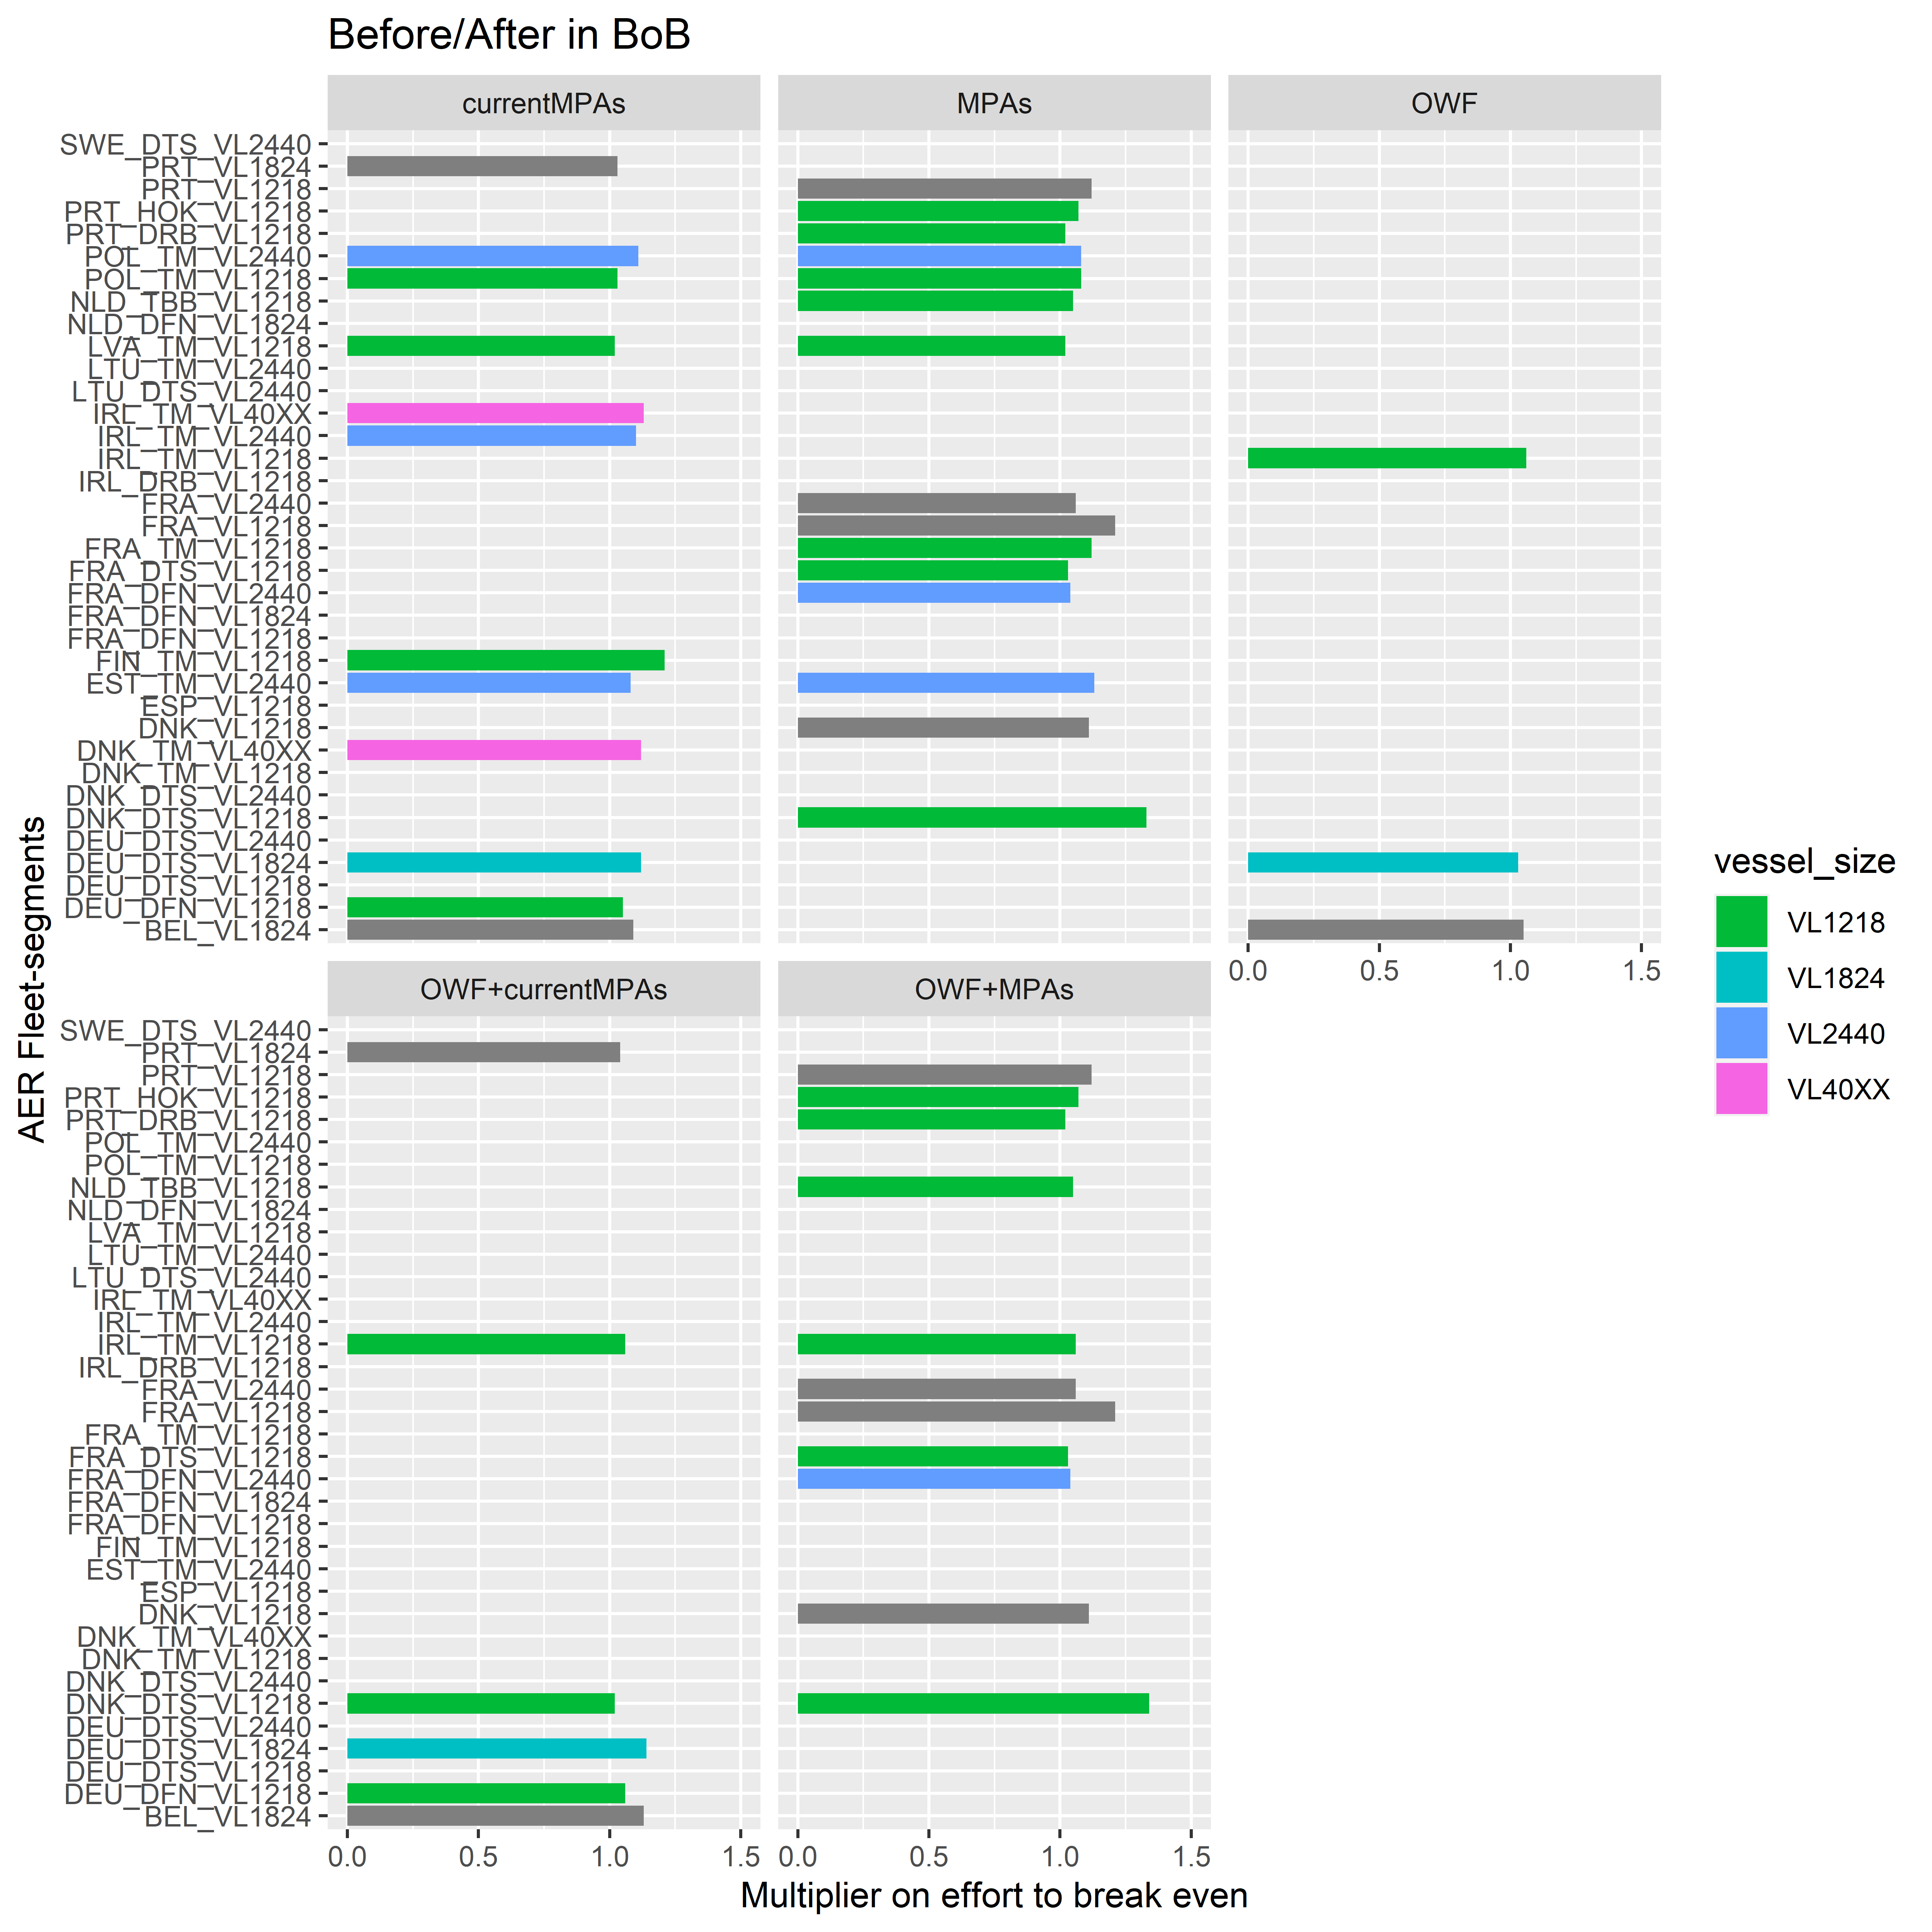 Before/After in BoB
currentMPAs
MPAs
OWF
SWE_DTS_VL2440
PRT_VL1824
PRT_VL1218
PRT_HOK_VL1218
PRT_DRB_VL1218
POL_TM_VL2440
POL_TM_VL1218
NLD_TBB_VL1218
NLD_DFN_VL1824
LVA_TM_VL1218
LTU_TM_VL2440
LTU_DTS_VL2440
IRL_TM_VL40XX
IRL_TM_VL2440
IRL_TM_VL1218
IRL_DRB_VL1218
FRA_VL2440
FRA_VL1218
FRA_TM_VL1218
FRA_DTS_VL1218
FRA_DFN_VL2440
FRA_DFN_VL1824
FRA_DFN_VL1218
FIN_TM_VL1218
EST_TM_VL2440
ESP_VL1218
DNK_VL1218
DNK_TM_VL40XX
DNK_TM_VL1218
DNK_DTS_VL2440
DNK_DTS_VL1218
DEU_DTS_VL2440
DEU_DTS_VL1824
DEU_DTS_VL1218
DEU_DFN_VL1218
BEL_VL1824
0.0 0.5 1.0 1.5
OWF+currentMPAs
OWF+MPAs
SWE_DTS_VL2440
PRT_VL1824
PRT_VL1218
PRT_HOK_VL1218
PRT_DRB_VL1218
POL_TM_VL2440
POL_TM_VL1218
NLD_TBB_VL1218
NLD_DFN_VL1824
LVA_TM_VL1218
LTU_TM_VL2440
LTU_DTS_VL2440
IRL_TM_VL40XX
IRL_TM_VL2440
IRL_TM_VL1218
IRL_DRB_VL1218
FRA_VL2440
FRA_VL1218
FRA_TM_VL1218
FRA_DTS_VL1218
FRA_DFN_VL2440
FRA_DFN_VL1824
FRA_DFN_VL1218
FIN_TM_VL1218
EST_TM_VL2440
ESP_VL1218
DNK_VL1218
DNK_TM_VL40XX
DNK_TM_VL1218
DNK_DTS_VL2440
DNK_DTS_VL1218
DEU_DTS_VL2440
DEU_DTS_VL1824
DEU_DTS_VL1218
DEU_DFN_VL1218
BEL_VL1824
0.0 0.5 1.0 1.5
0.0 0.5 1.0 1.5
Multiplier on effort to break even
AER Fleet-segments
vessel_size
VL1218
VL1824
VL2440
VL40XX